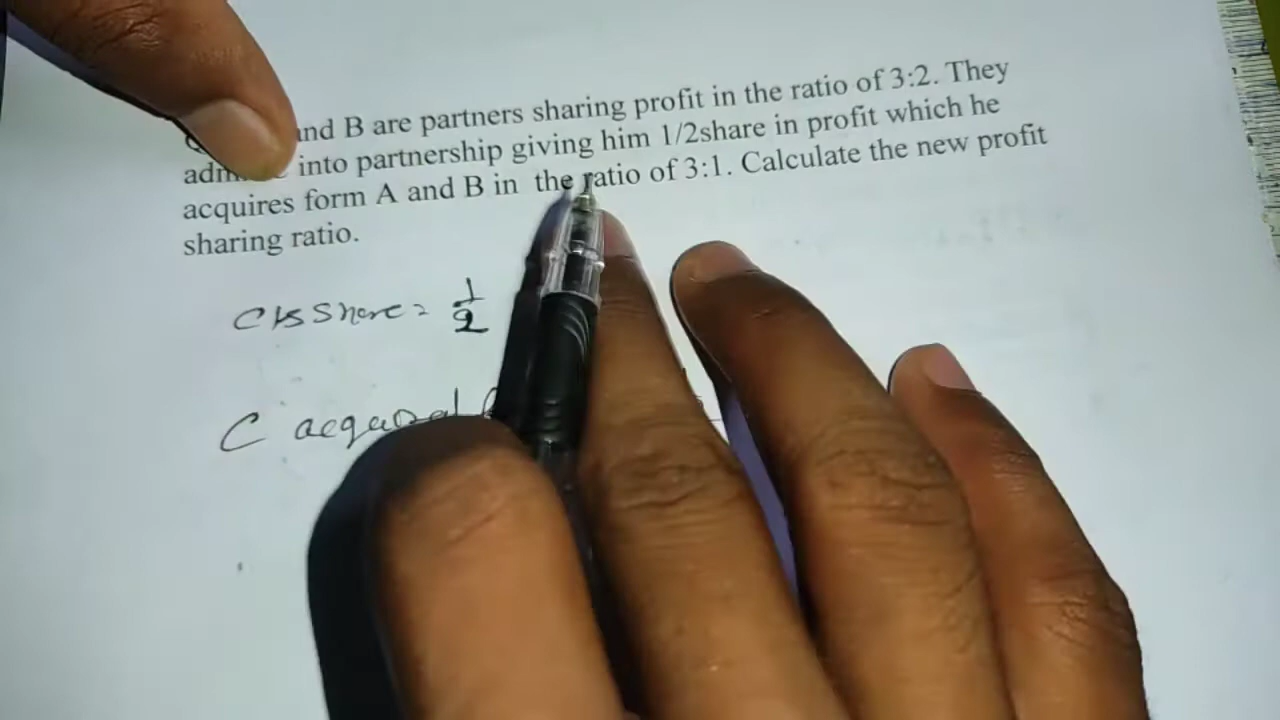 and B are partners sharing profit in the ratio of 3:2. They
into partnership giving him 1/2share in profit which he
acquires form A and B in the ratio of 3:1. Calculate the new profit
sharing ratio.
C's Share = 1/2
C